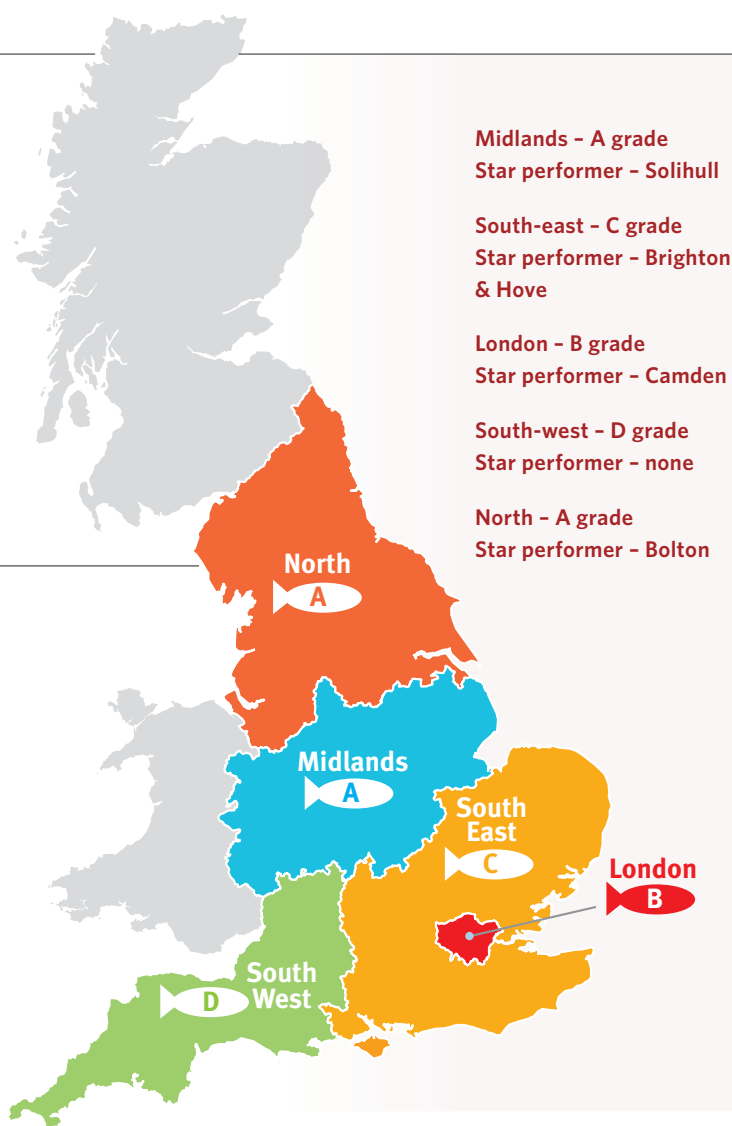 Midlands – A grade
Star performer – Solihull
South-east – C grade
Star performer – Brighton
& Hove
London – B grade
Star performer – Camden
South-west – D grade
Star performer – none
North – A grade
Star performer – Bolton
North
A
Midlands
A
South
East
C
London
B
South
West
D